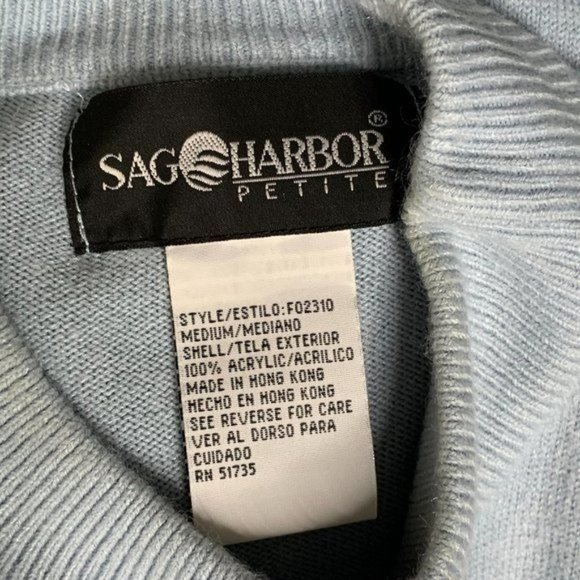 SAG HARBOR®
PETITE
STYLE/ESTILO:F02310
MEDIUM/MEDIANO
SHELL/TELA EXTERIOR
100% ACRYLIC/ACRILICO
MADE IN HONG KONG
HECHO EN HONG KONG
SEE REVERSE FOR CARE
VER AL DORSO PARA
CUIDADO
RN 51735